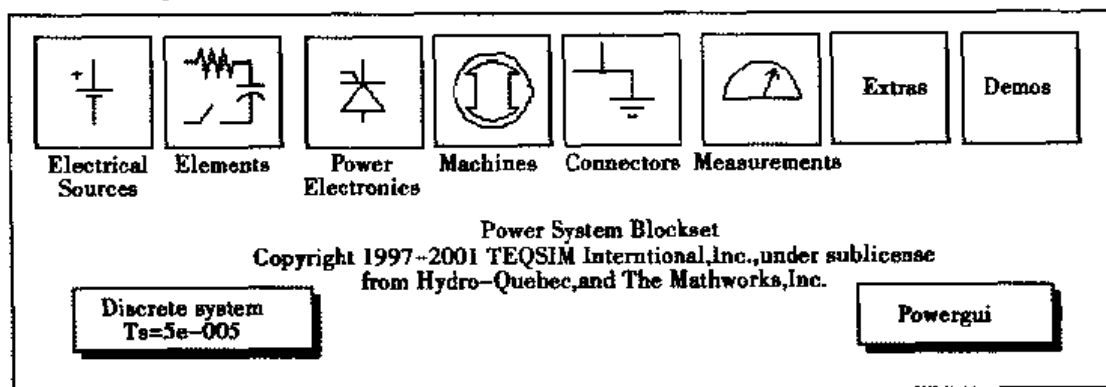 +
Extras
Demos
Electrical Sources
Elements
Power Electronics
Machines
Connectors
Measurements
Power System Blockset
Copyright 1997-2001 TEQSIM Interntional,Inc.,under sublicense
from Hydro-Quebec,and The Mathworks,Inc.
Discrete system
Ts=5e-005
Powergui